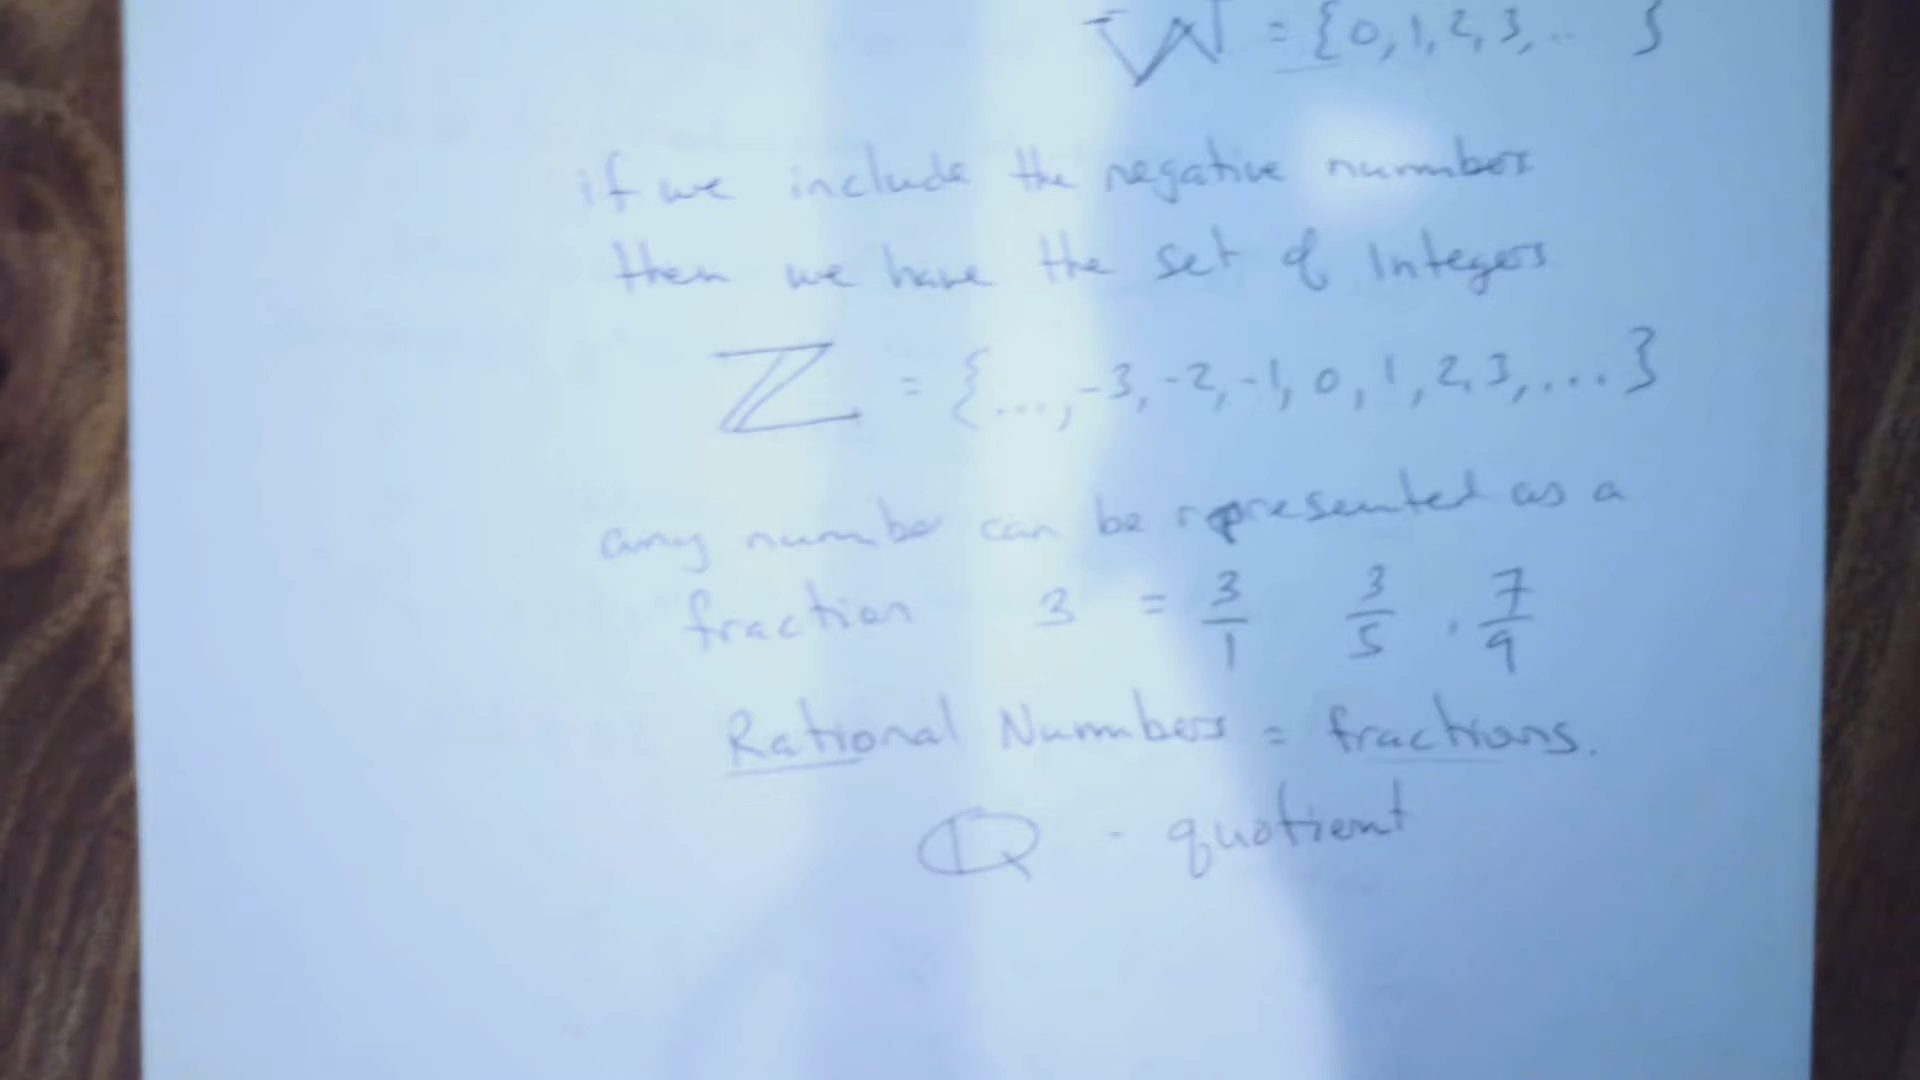 W = {0, 1, 2, 3, .. }
if we include the negative numbers
then we have the set of Integers
Z = {..., -3, -2, -1, 0, 1, 2, 3, ... }
any number can be represented as a
fraction 3 = 3/1 3/5 , 7/9
Rational Numbers = fractions.
Q - quotient